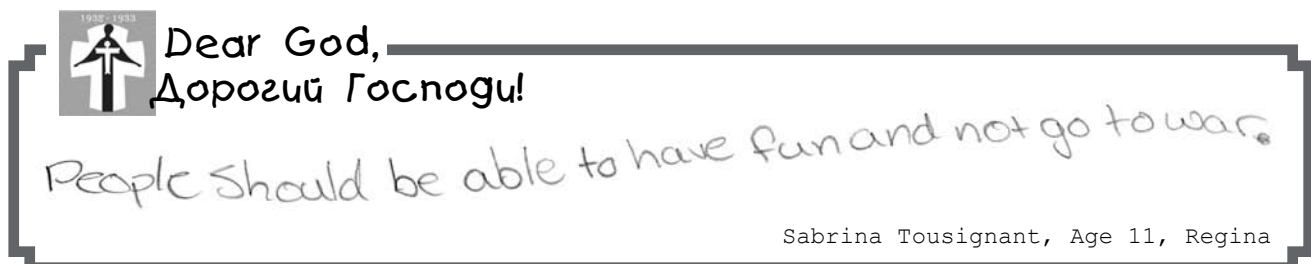 1932 - 1933
Dear God,
Дорогий Господи!
People should be able to have fun and not go to war.
Sabrina Tousignant, Age 11, Regina